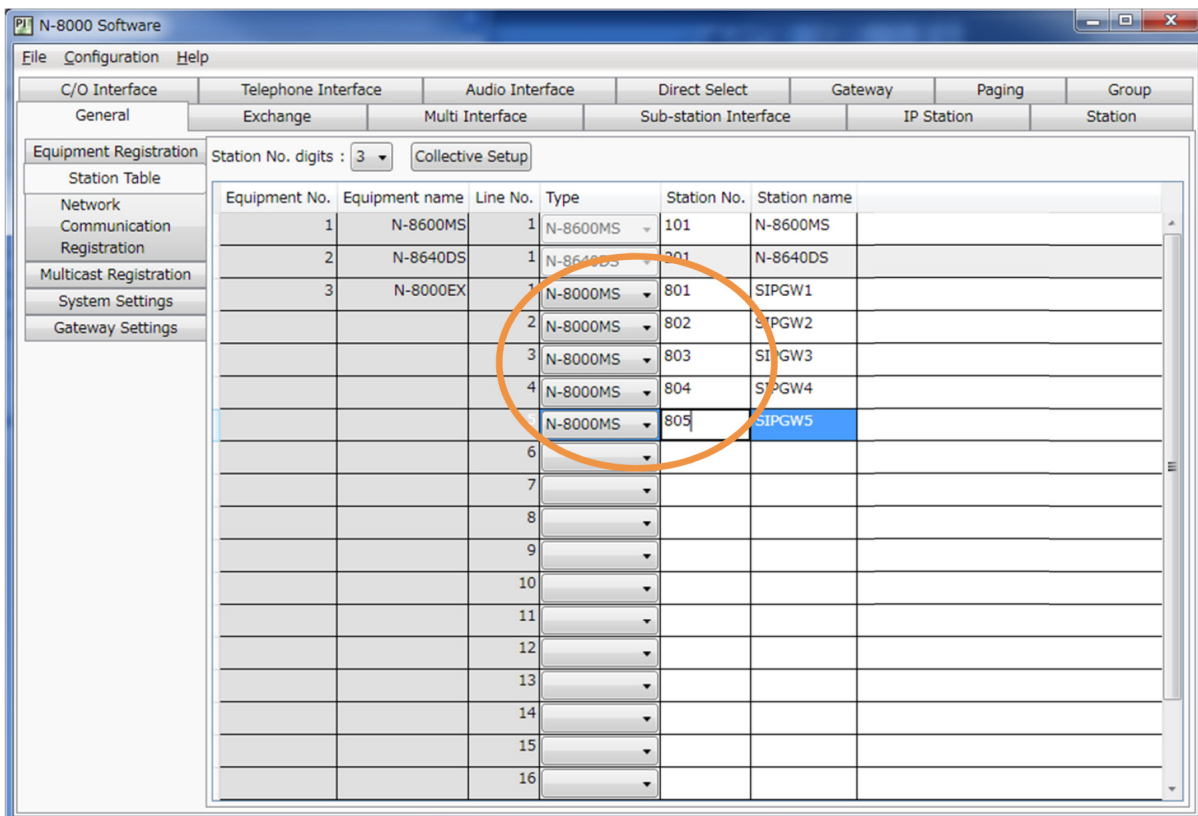 N-8000 Software
File Configuration Help
C/O Interface Telephone Interface Audio Interface Direct Select Gateway Paging Group
General Exchange Multi Interface Sub-station Interface IP Station Station
Equipment Registration
Station Table
Network
Communication
Registration
Multicast Registration
System Settings
Gateway Settings
Station No. digits : 3 Collective Setup
Equipment No. Equipment name Line No. Type Station No. Station name
1 N-8600MS 1 N-8600MS 101 N-8600MS
2 N-8640DS 1 N-8640DS 201 N-8640DS
3 N-8000EX 1 N-8000MS 801 SIPGW1
2 N-8000MS 802 SIPGW2
3 N-8000MS 803 SIPGW3
4 N-8000MS 804 SIPGW4
5 N-8000MS 805 SIPGW5
6
7
8
9
10
11
12
13
14
15
16